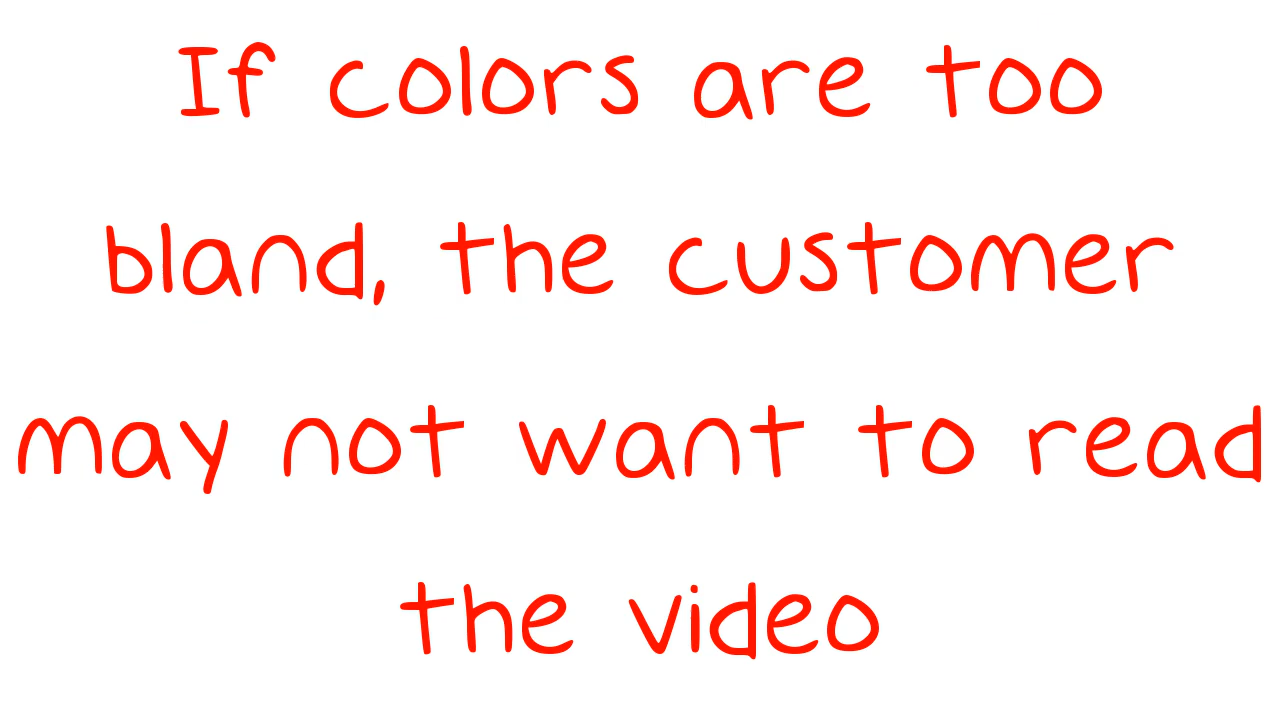 If colors are too
bland, the customer
may not want to read
the video